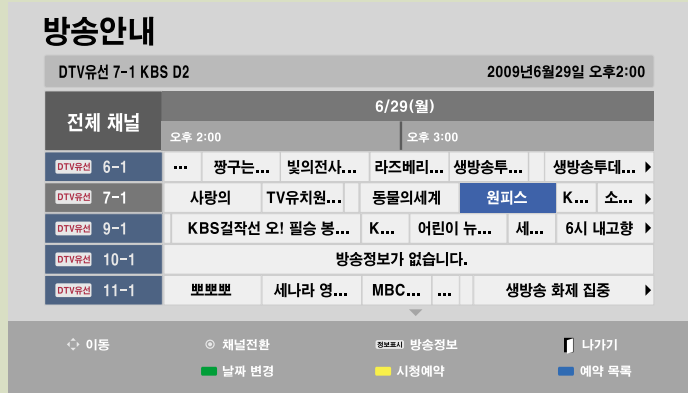 방송안내
DTV유선 7-1 KBS D2 2009년6월29일 오후2:00
전체 채널 6/29(월)
오후 2:00 오후 3:00
DTV유선 6-1 ... 짱구는... 빛의전사... 라즈베리... 생방송투... 생방송투데...
DTV유선 7-1 사랑의 TV유치원... 동물의세계 원피스 K... 소...
DTV유선 9-1 KBS걸작선 오! 필승 봉... K... 어린이 뉴... 세... 6시 내고향
DTV유선 10-1 방송정보가 없습니다.
DTV유선 11-1 뽀뽀뽀 세나라 영... MBC... ... 생방송 화제 집중
이동 채널전환 정보표시 방송정보 나가기
날짜 변경 시청예약 예약 목록